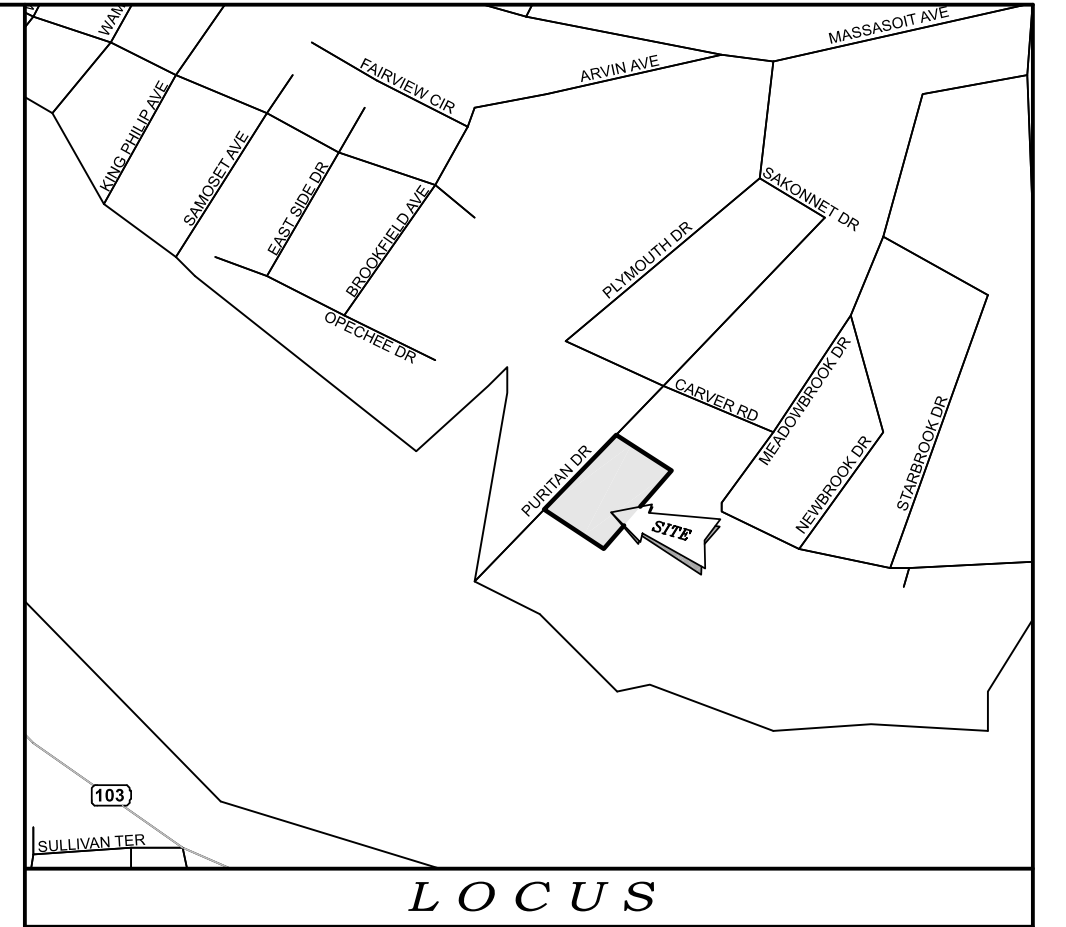 MASSASOIT AVE
ARVIN AVE
FAIRVIEW CIR
KING PHILIP AVE
SAMOSET AVE
EAST SIDE DR
BROOKFIELD AVE
OPECHEE DR
SAKONNET DR
PLYMOUTH DR
CARVER RD
MEADOWBROOK DR
NEWBROOK DR
STARBROOK DR
PURITAN DR
SITE
103
SULLIVAN TER
LOCUS